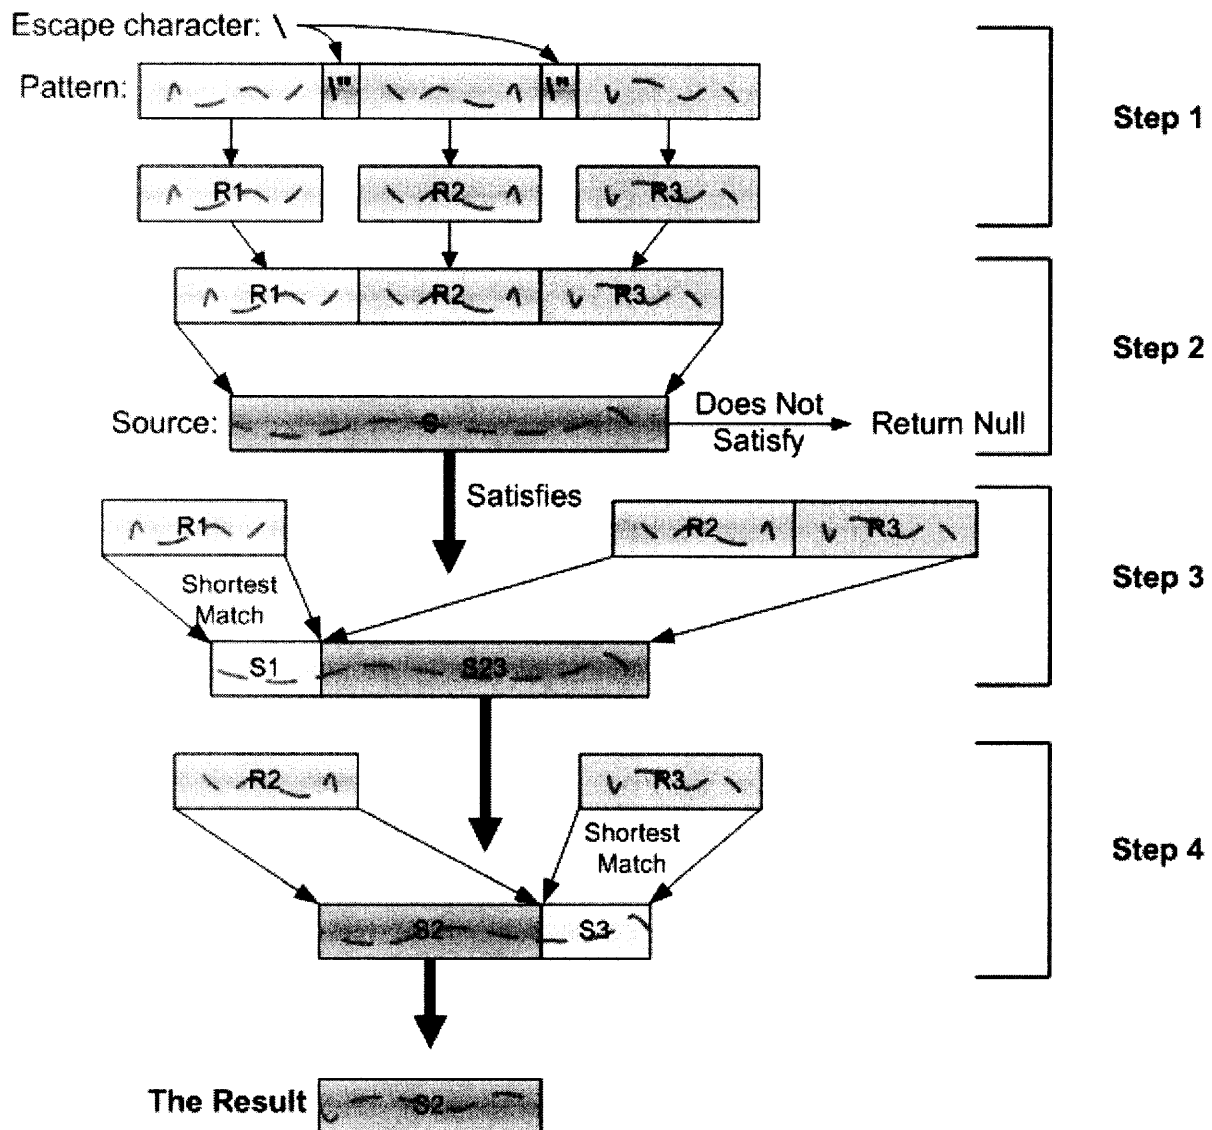 Escape character: \
Pattern: \" \"
Step 1
R1 R2 R3
R1 R2 R3
Step 2
Source: S
Does Not
Satisfy
Return Null
Satisfies
R1
R2 R3
Step 3
Shortest
Match
S1 S23
R2 R3
Shortest
Match
Step 4
S2 S3
The Result S2